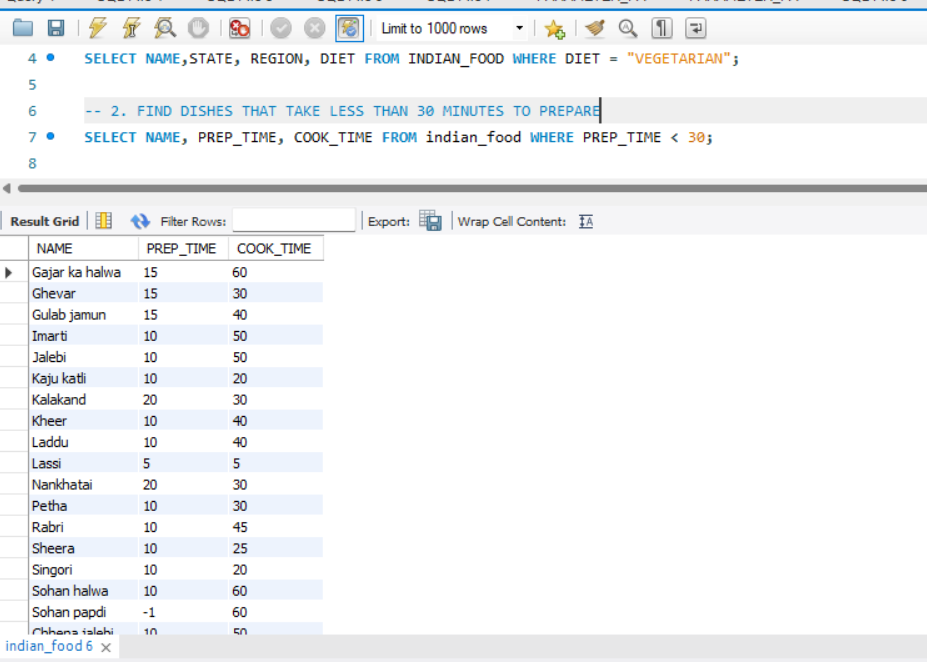 Limit to 1000 rows
4 SELECT NAME,STATE, REGION, DIET FROM INDIAN_FOOD WHERE DIET = "VEGETARIAN";
5
6 -- 2. FIND DISHES THAT TAKE LESS THAN 30 MINUTES TO PREPARE
7 SELECT NAME, PREP_TIME, COOK_TIME FROM indian_food WHERE PREP_TIME < 30;
8
Result Grid Filter Rows: Export: Wrap Cell Content: IA
NAME PREP_TIME COOK_TIME
Gajar ka halwa 15 60
Ghevar 15 30
Gulab jamun 15 40
Imarti 10 50
Jalebi 10 50
Kaju katli 10 20
Kalakand 20 30
Kheer 10 40
Laddu 10 40
Lassi 5 5
Nankhatai 20 30
Petha 10 30
Rabri 10 45
Sheera 10 25
Singori 10 20
Sohan halwa 10 60
Sohan papdi -1 60
Chhena jalebi 10 50
indian_food 6